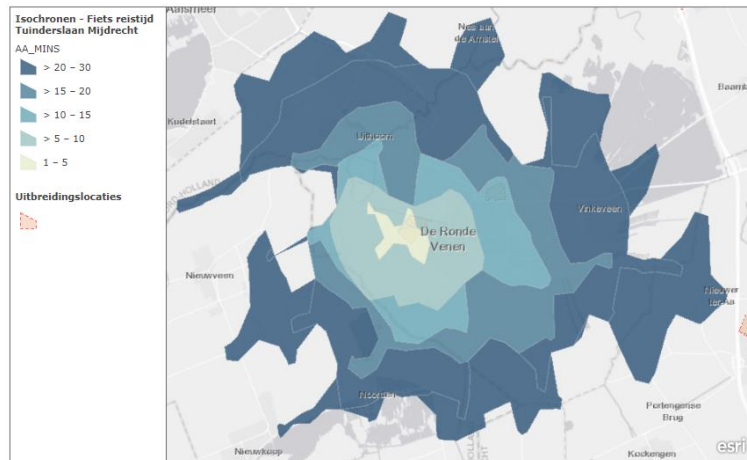 Isochronen - Fiets reistijd
Tuinderslaan Mijdrecht
AA_MINS
> 20 – 30
> 15 – 20
> 10 – 15
> 5 – 10
1 – 5
Uitbreidingslocaties
Aalsmeer
Nes aan
de Amstel
Kudelstaart
Uithoorn
Vinkeveen
De Ronde
Venen
Nieuwveen
Nieuwer
ter-Aa
Noorden
Portengense
Brug
Nieuwkoop
Kockengen
esri